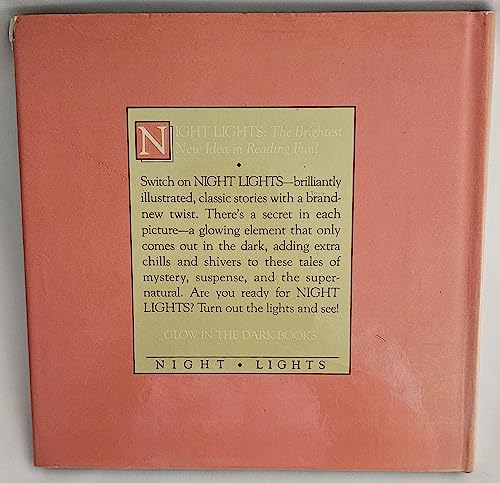 NIGHT LIGHTS: The Brightest
New Idea in Reading Fun!
Switch on NIGHT LIGHTS—brilliantly
illustrated, classic stories with a brand-
new twist. There's a secret in each
picture—a glowing element that only
comes out in the dark, adding extra
chills and shivers to these tales of
mystery, suspense, and the super-
natural. Are you ready for NIGHT
LIGHTS? Turn out the lights and see!
GLOW IN THE DARK BOOKS
NIGHT • LIGHTS